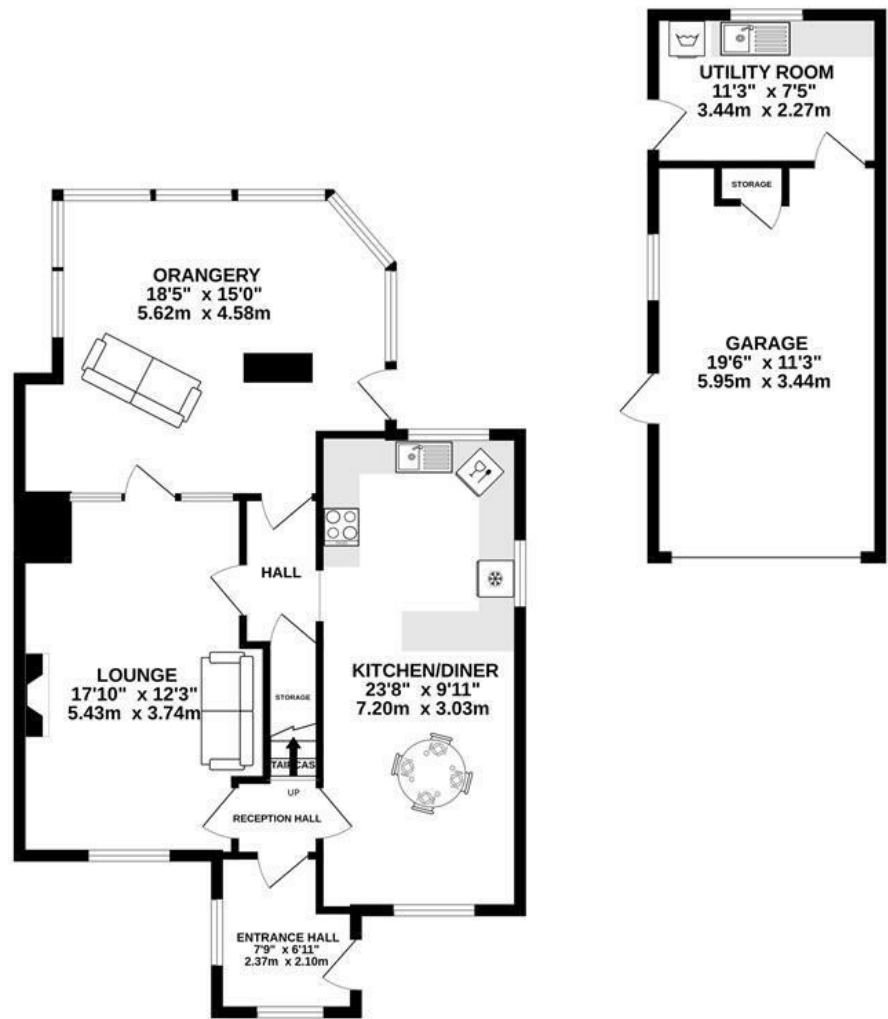 UTILITY ROOM
11'3" x 7'5"
3.44m x 2.27m
STORAGE
ORANGERY
18'5" x 15'0"
5.62m x 4.58m
GARAGE
19'6" x 11'3"
5.95m x 3.44m
HALL
LOUNGE
17'10" x 12'3"
5.43m x 3.74m
STORAGE
KITCHEN/DINER
23'8" x 9'11"
7.20m x 3.03m
TAIRCAS
UP
RECEPTION HALL
ENTRANCE HALL
7'9" x 6'11"
2.37m x 2.10m